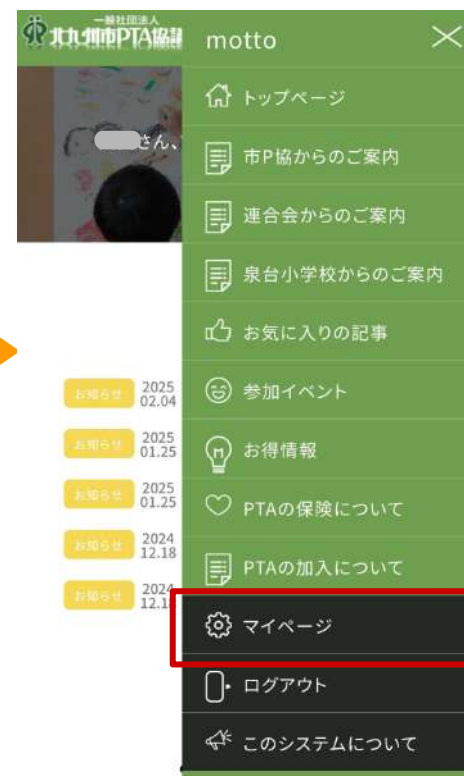 一般社団法人
北九州市PTA協議
motto
さん、
トップページ
市P協からのご案内
連合会からのご案内
泉台小学校からのご案内
お気に入りの記事
参加イベント
お得情報
PTAの保険について
PTAの加入について
マイページ
ログアウト
このシステムについて
お知らせ 2025 02.04
お知らせ 2025 01.25
お知らせ 2025 01.25
お知らせ 2024 12.18
お知らせ 2024